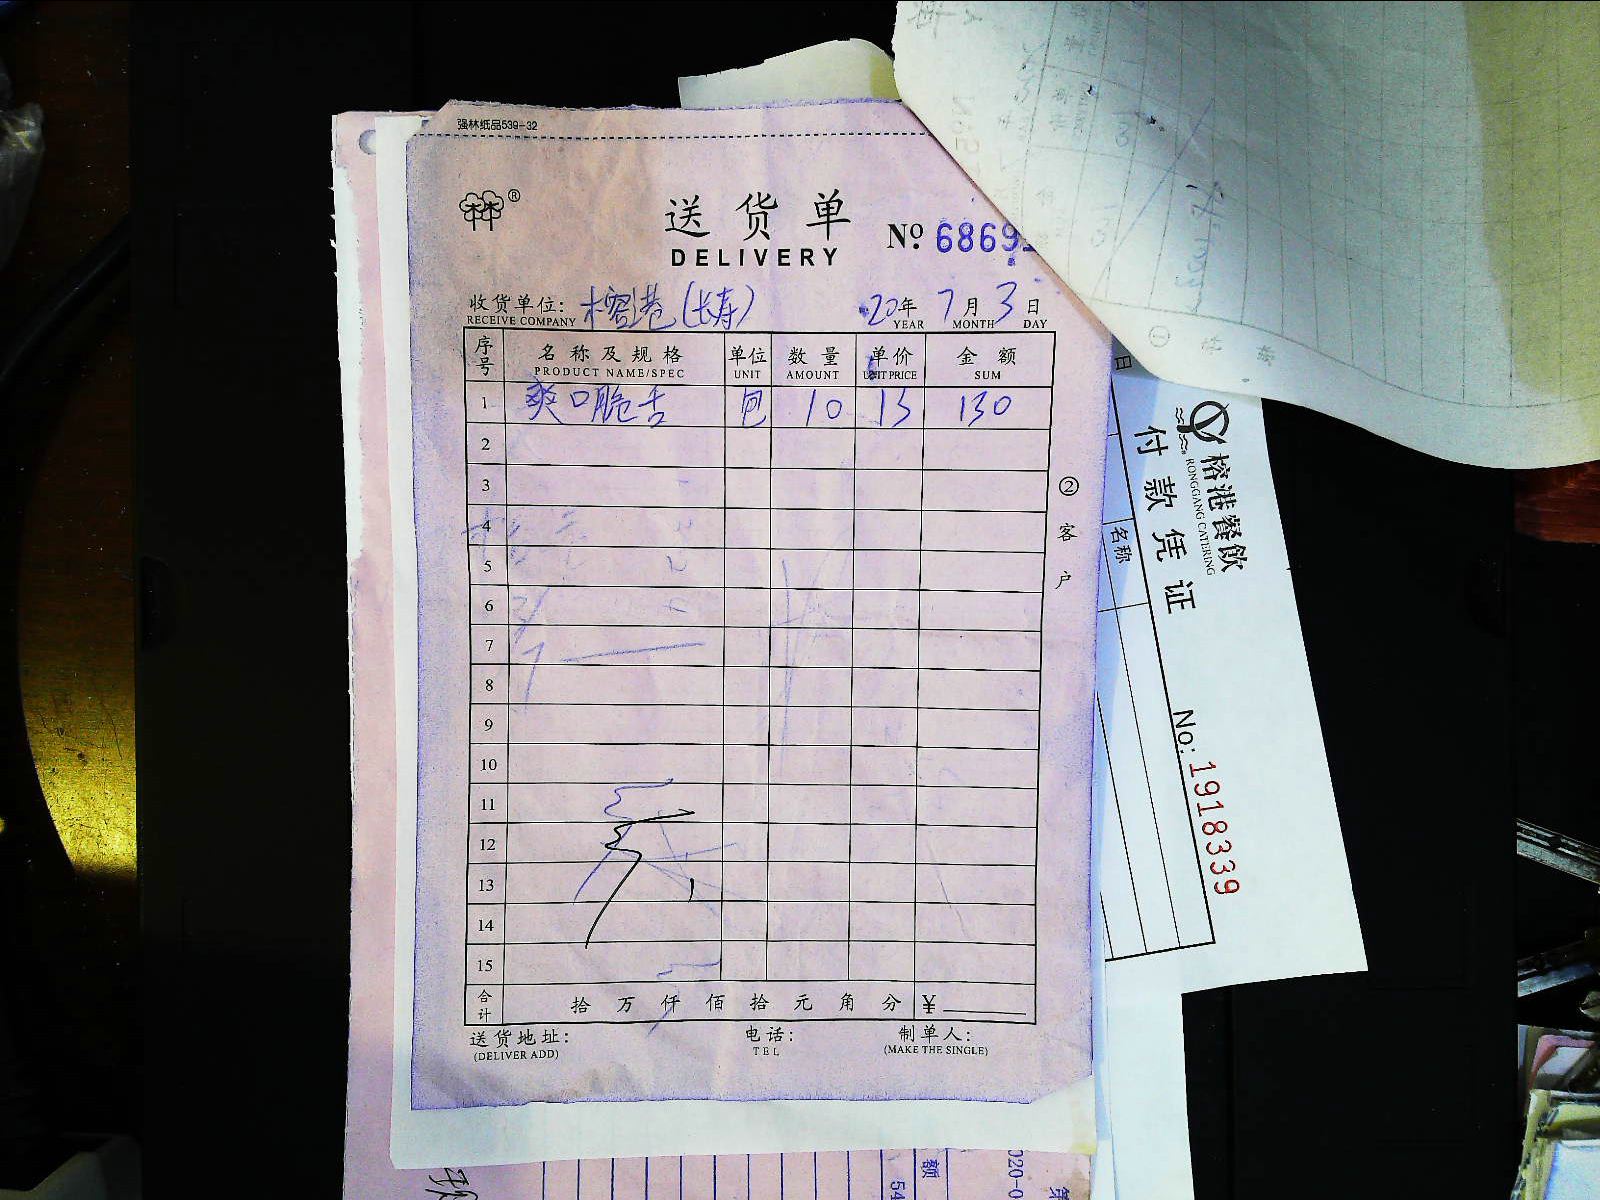 强林纸品539-32
送货单
DELIVERY
№ 6869
收货单位: 榕港(长寿) 20年 7月 3日
RECEIVE COMPANY YEAR MONTH DAY
序号 名称及规格 单位 数量 单价 金额
PRODUCT NAME/SPEC UNIT AMOUNT UNIT PRICE SUM
1 爽口脆舌 包 10 13 130
2
3
4
5
6
7
8
9
10
11
12
13
14
15
合计 拾万仟佰拾元角分 ¥
送货地址: 电话: 制单人:
(DELIVER ADD) TEL (MAKE THE SINGLE)
②客户
榕港餐飲
RONGGANG CATERING
付款凭证
No: 1918339
日
名称
额
54